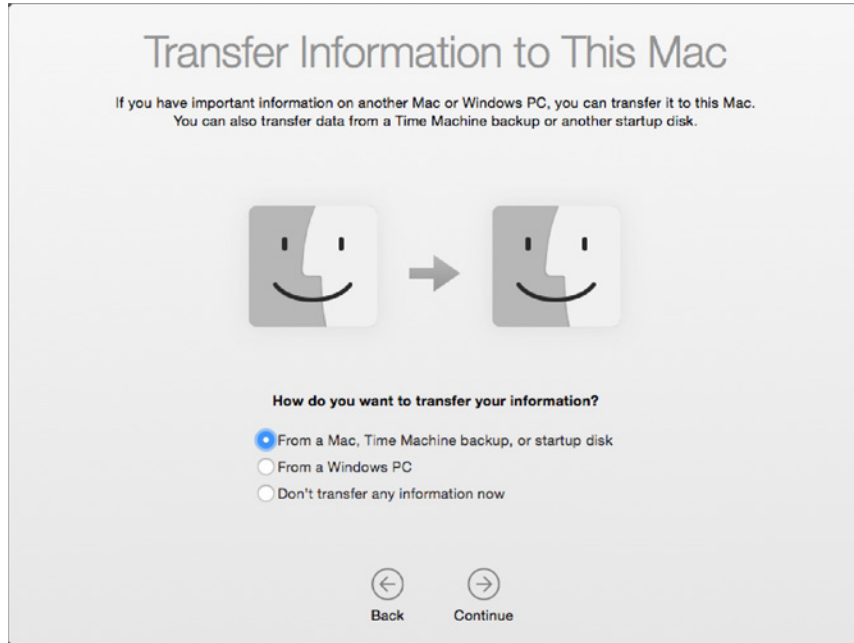 Transfer Information to This Mac
If you have important information on another Mac or Windows PC, you can transfer it to this Mac.
You can also transfer data from a Time Machine backup or another startup disk.
How do you want to transfer your information?
From a Mac, Time Machine backup, or startup disk
From a Windows PC
Don't transfer any information now
Back Continue